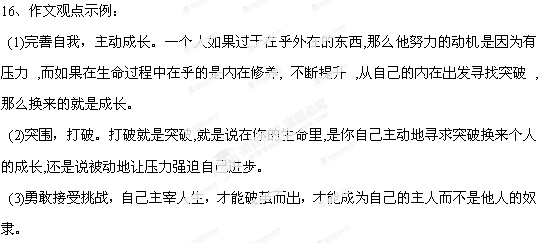 16、作文观点示例：
(1)完善自我，主动成长。一个人如果过于在乎外在的东西,那么他努力的动机是因为有
压力 ,而如果在生命过程中在乎的是内在修养, 不断提升 ,从自己的内在出发寻找突破 ,
那么换来的就是成长。
(2)突围，打破。打破就是突破,就是说在你的生命里,是你自己主动地寻求突破换来个人
的成长,还是说被动地让压力强迫自己进步。
(3)勇敢接受挑战，自己主宰人生，才能破茧而出，才能成为自己的主人而不是他人的奴
隶。